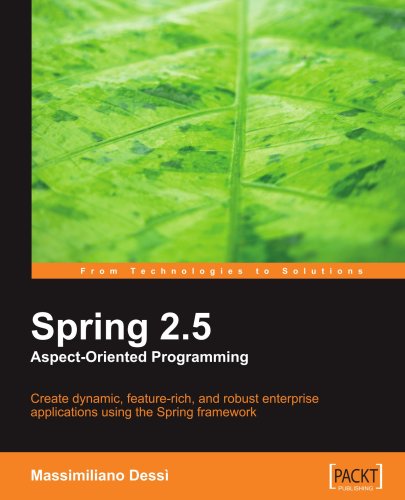 From Technologies to Solutions
Spring 2.5
Aspect-Oriented Programming
Create dynamic, feature-rich, and robust enterprise
applications using the Spring framework
Massimiliano Dessì
[PACKT]
PUBLISHING